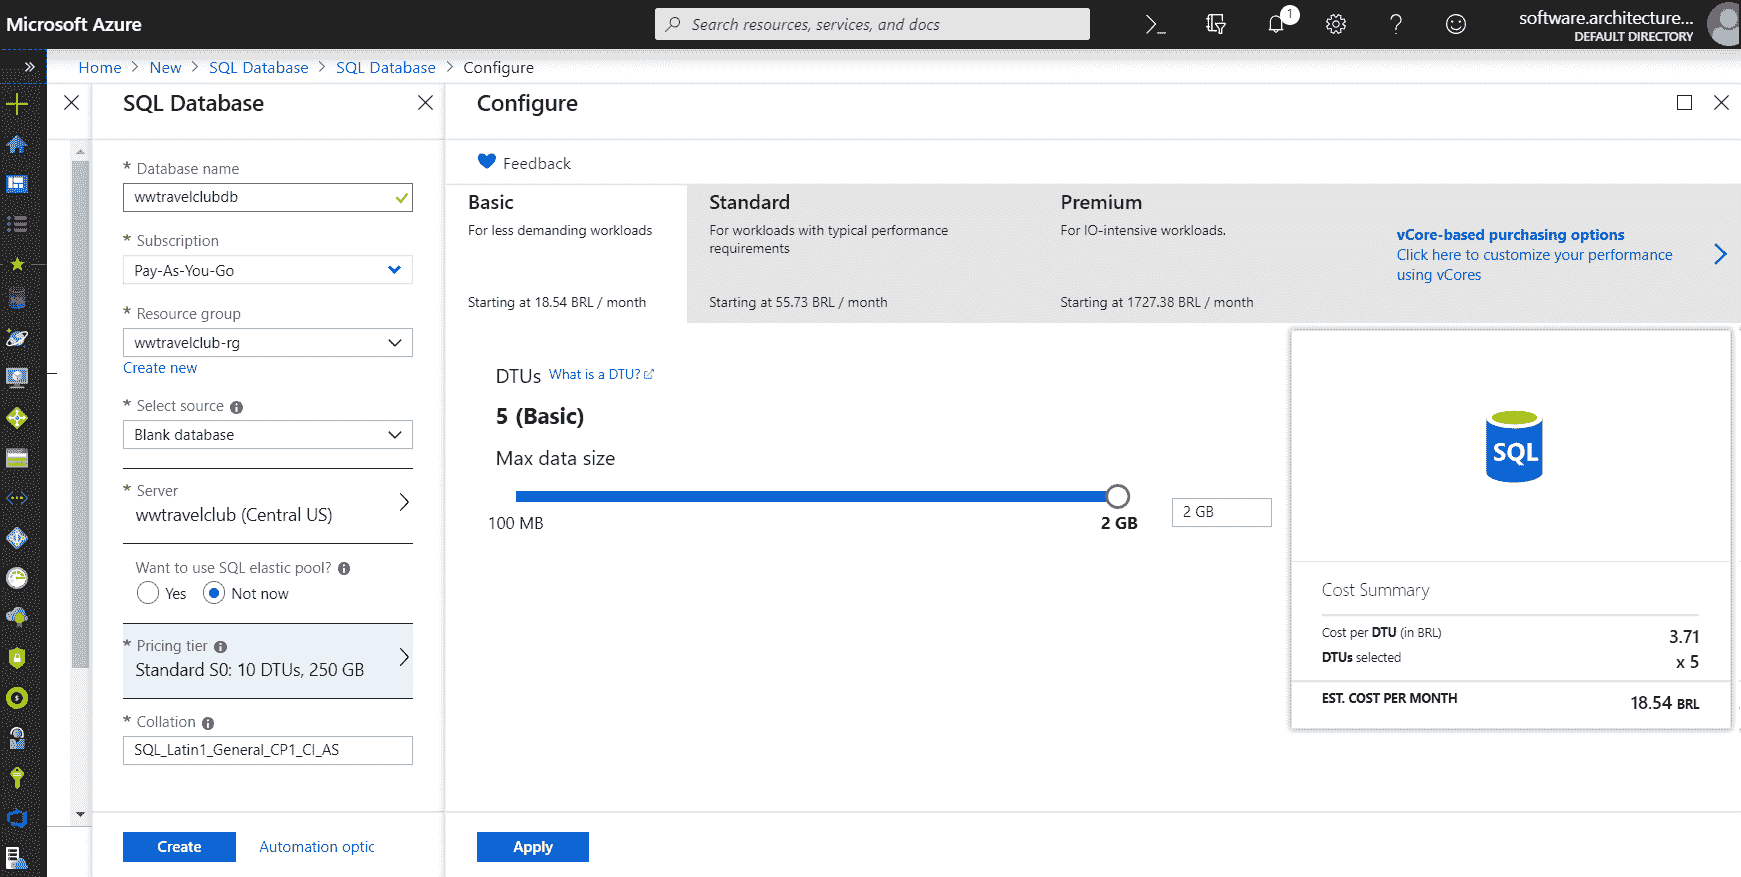 Microsoft Azure
Search resources, services, and docs
1
software.architecture...
DEFAULT DIRECTORY
Home > New > SQL Database > SQL Database > Configure
SQL Database
* Database name
wwtravelclubdb
* Subscription
Pay-As-You-Go
* Resource group
wwtravelclub-rg
Create new
* Select source
Blank database
* Server
wwtravelclub (Central US)
Want to use SQL elastic pool?
Yes Not now
* Pricing tier
Standard S0: 10 DTUs, 250 GB
* Collation
SQL_Latin1_General_CP1_CI_AS
Create Automation optic
Configure
Feedback
Basic
For less demanding workloads
Starting at 18.54 BRL / month
Standard
For workloads with typical performance
requirements
Starting at 55.73 BRL / month
Premium
For IO-intensive workloads.
Starting at 1727.38 BRL / month
vCore-based purchasing options
Click here to customize your performance
using vCores
DTUs What is a DTU?
5 (Basic)
Max data size
100 MB 2 GB
2 GB
SQL
Cost Summary
Cost per DTU (in BRL) 3.71
DTUs selected x 5
EST. COST PER MONTH 18.54 BRL
Apply